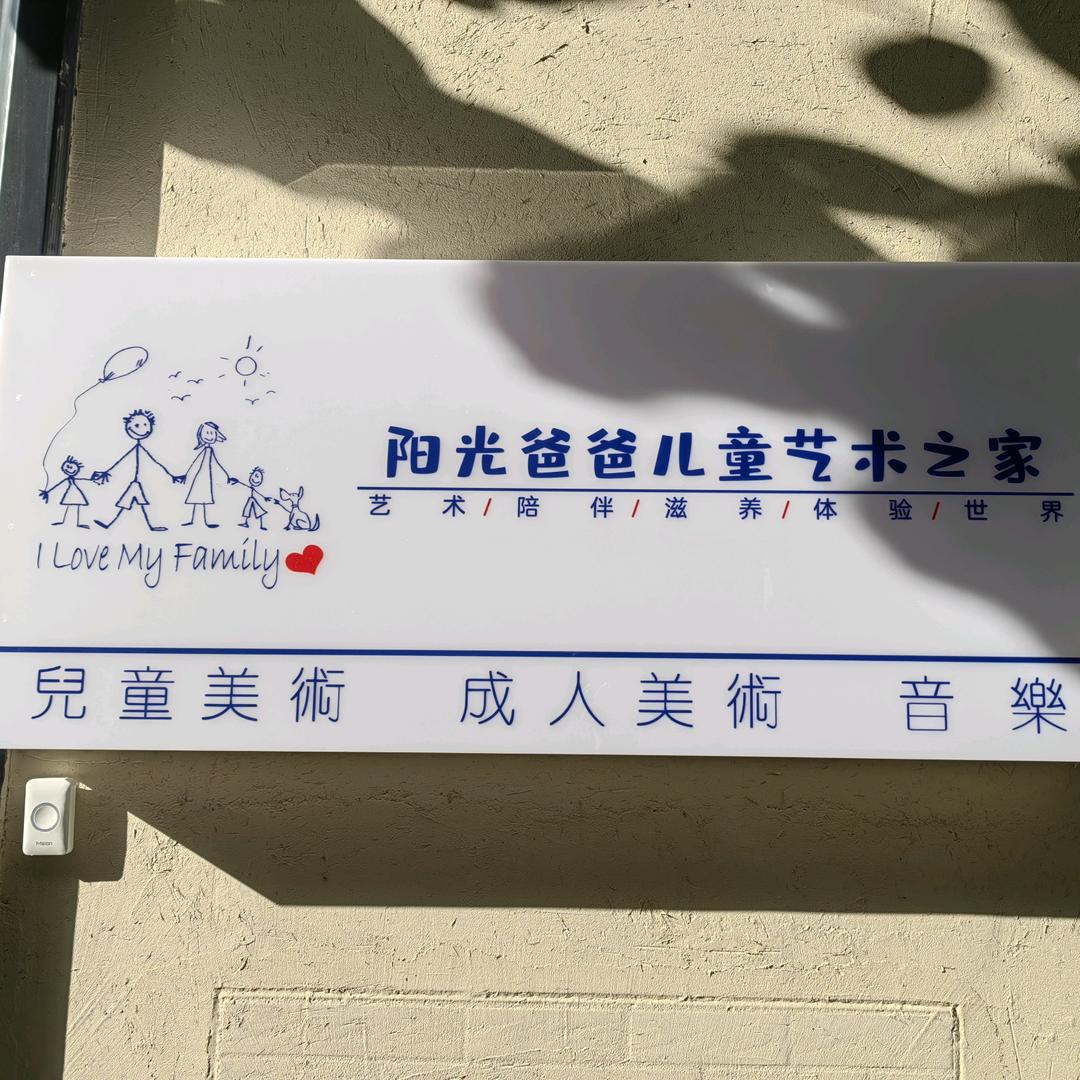 阳光爸爸儿童艺术之家
艺术/陪伴/滋养/体验/世界
I Love My Family
兒童美術 成人美術 音樂